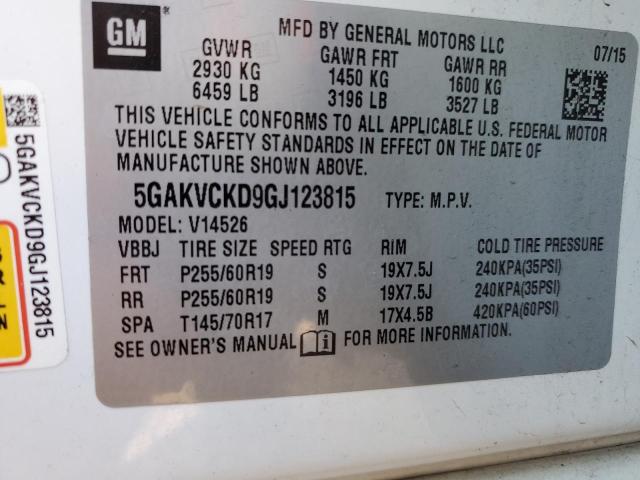 GM
MFD BY GENERAL MOTORS LLC
07/15
GVWR GAWR FRT GAWR RR
2930 KG 1450 KG 1600 KG
6459 LB 3196 LB 3527 LB
THIS VEHICLE CONFORMS TO ALL APPLICABLE U.S. FEDERAL MOTOR
VEHICLE SAFETY STANDARDS IN EFFECT ON THE DATE OF
MANUFACTURE SHOWN ABOVE.
5GAKVCKD9GJ123815 TYPE: M.P.V.
MODEL: V14526
VBBJ TIRE SIZE SPEED RTG RIM COLD TIRE PRESSURE
FRT P255/60R19 S 19X7.5J 240KPA(35PSI)
RR P255/60R19 S 19X7.5J 240KPA(35PSI)
SPA T145/70R17 M 17X4.5B 420KPA(60PSI)
SEE OWNER'S MANUAL i FOR MORE INFORMATION.
5GAKVCKD9GJ123815